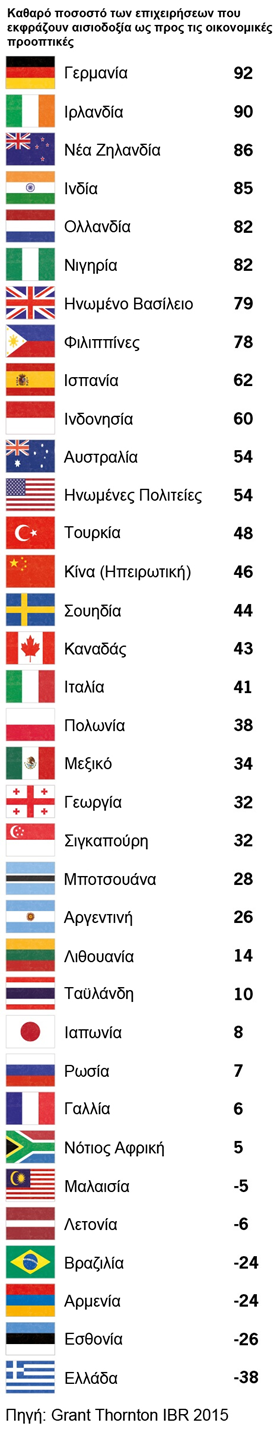 Καθαρό ποσοστό των επιχειρήσεων που
εκφράζουν αισιοδοξία ως προς τις οικονομικές
προοπτικές
Γερμανία 92
Ιρλανδία 90
Νέα Ζηλανδία 86
Ινδία 85
Ολλανδία 82
Νιγηρία 82
Ηνωμένο Βασίλειο 79
Φιλιππίνες 78
Ισπανία 62
Ινδονησία 60
Αυστραλία 54
Ηνωμένες Πολιτείες 54
Τουρκία 48
Κίνα (Ηπειρωτική) 46
Σουηδία 44
Καναδάς 43
Ιταλία 41
Πολωνία 38
Μεξικό 34
Γεωργία 32
Σιγκαπούρη 32
Μποτσουάνα 28
Αργεντινή 26
Λιθουανία 14
Ταϋλάνδη 10
Ιαπωνία 8
Ρωσία 7
Γαλλία 6
Νότιος Αφρική 5
Μαλαισία -5
Λετονία -6
Βραζιλία -24
Αρμενία -24
Εσθονία -26
Ελλάδα -38
Πηγή: Grant Thornton IBR 2015